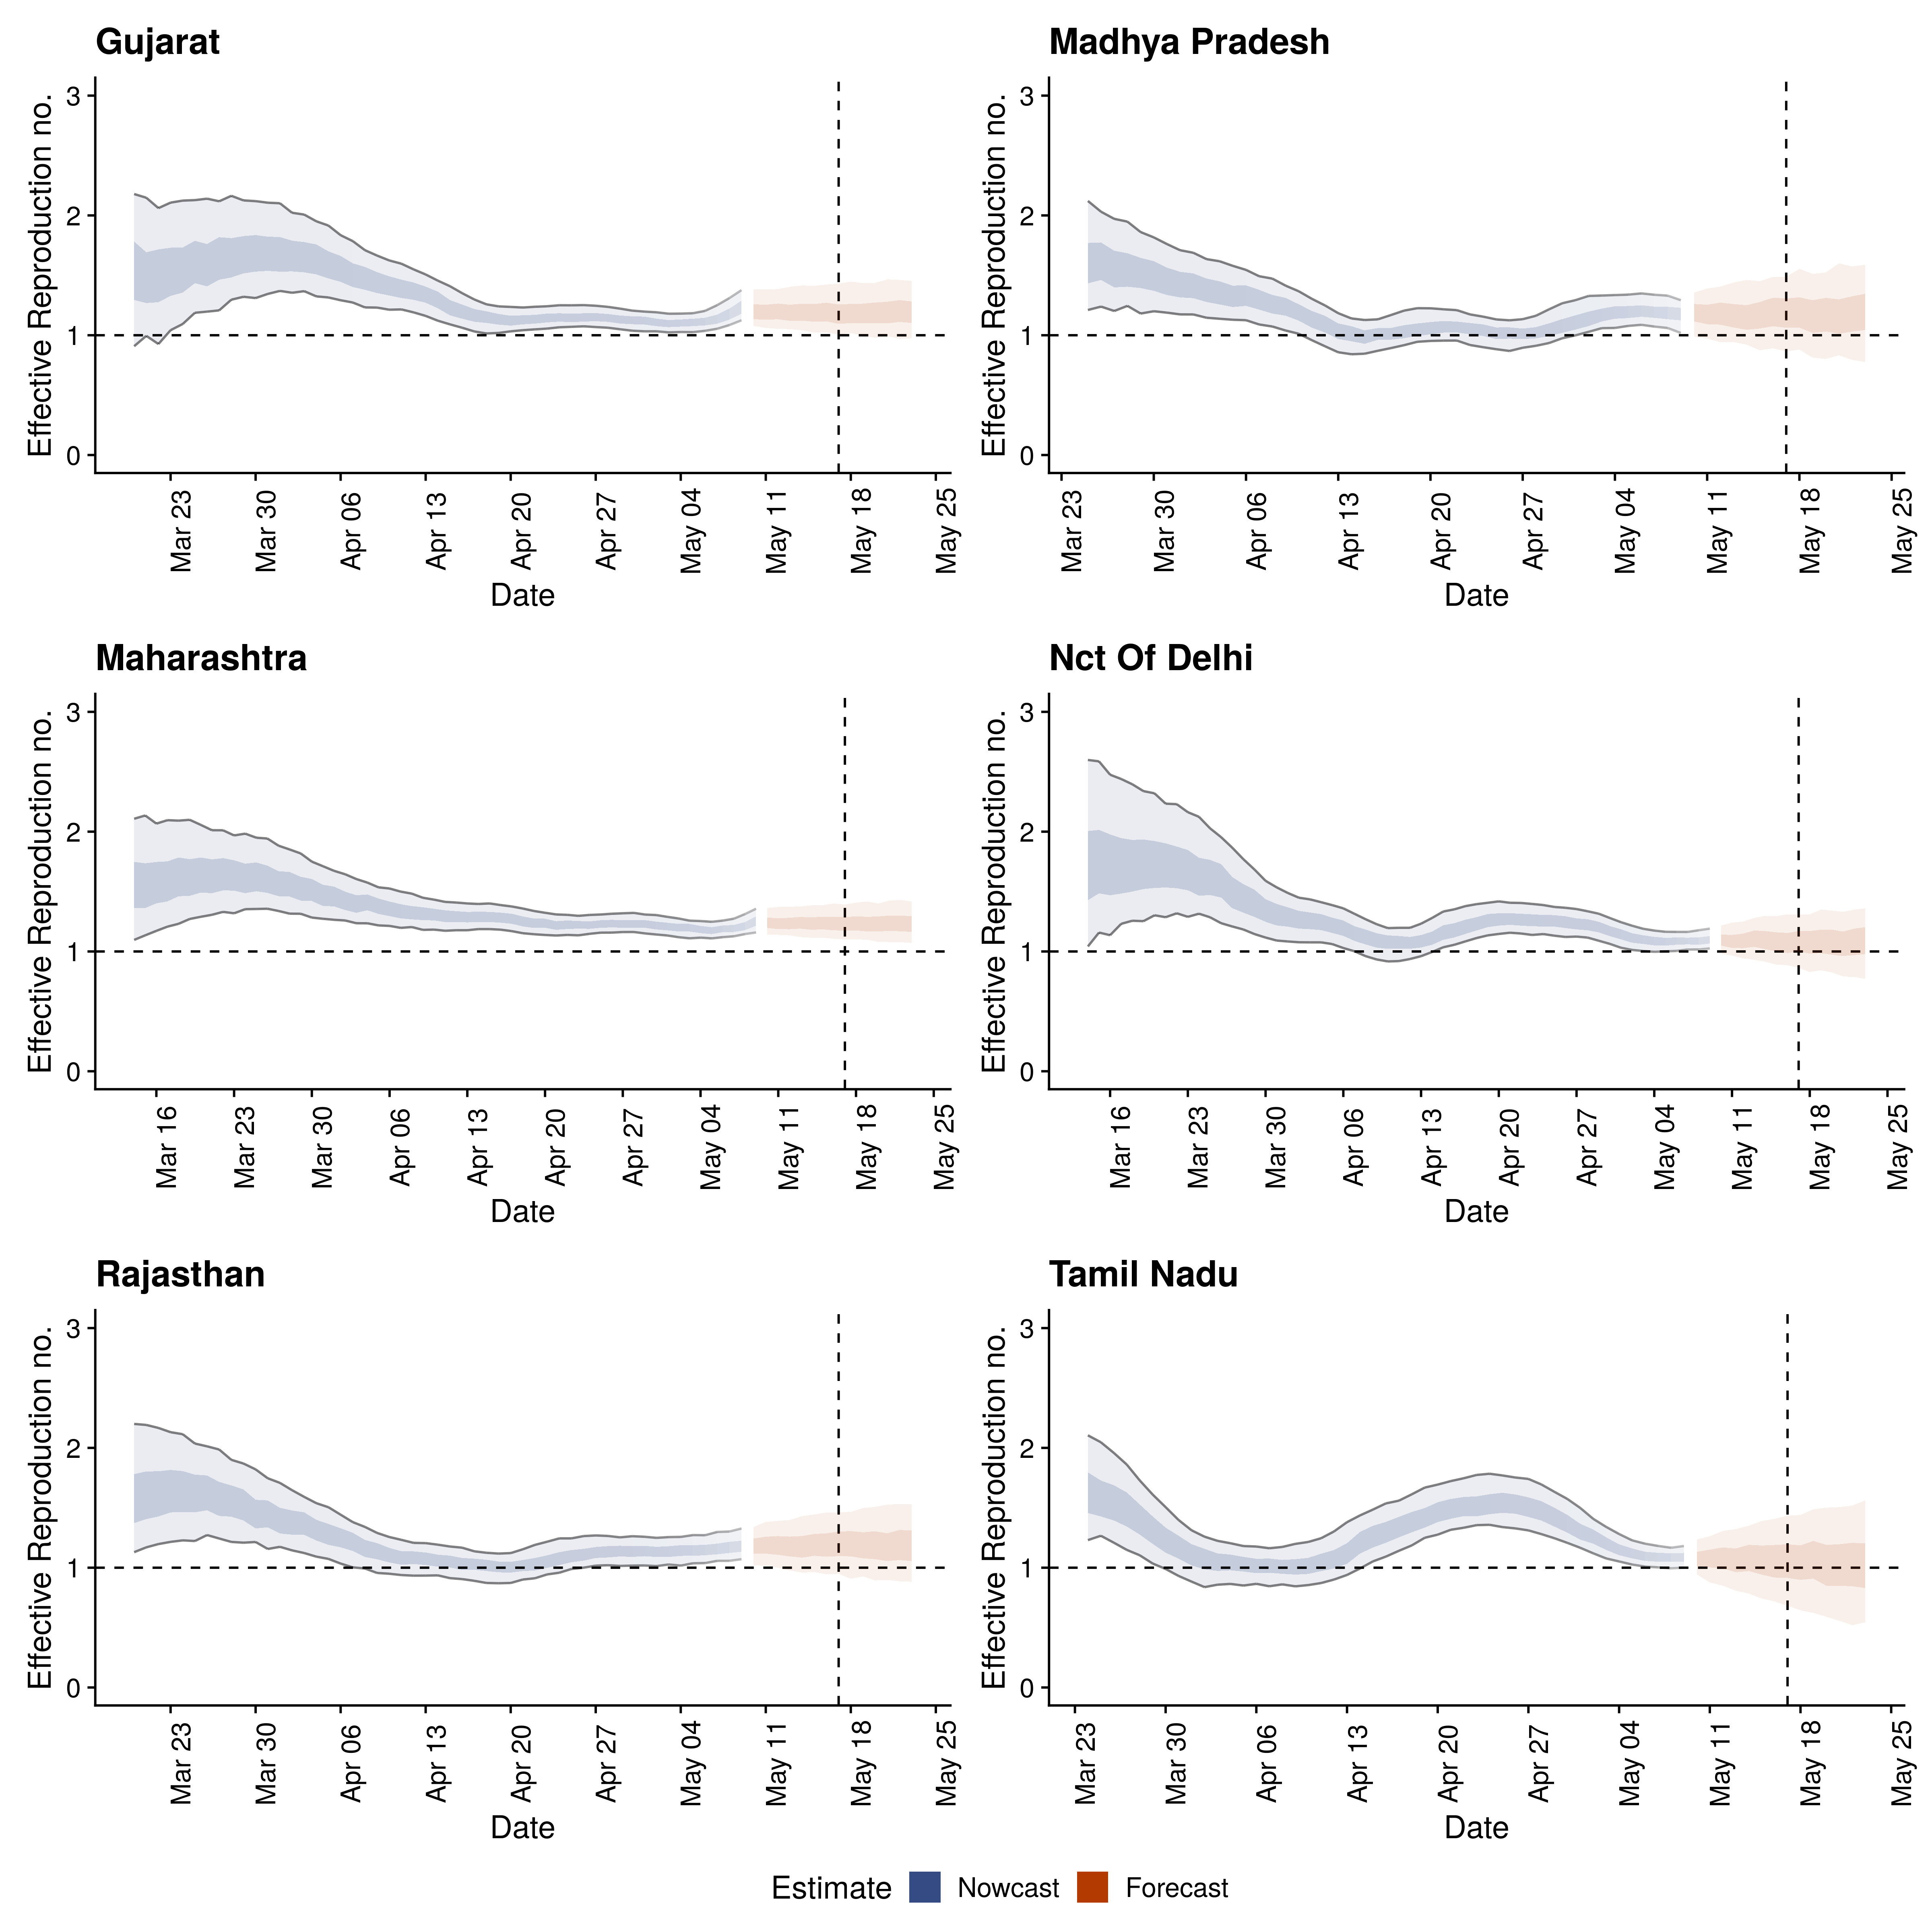 Gujarat
Effective Reproduction no.
3
2
1
0
Mar 23
Mar 30
Apr 06
Apr 13
Apr 20
Apr 27
May 04
May 11
May 18
May 25
Date
Madhya Pradesh
Effective Reproduction no.
3
2
1
0
Mar 23
Mar 30
Apr 06
Apr 13
Apr 20
Apr 27
May 04
May 11
May 18
May 25
Date
Maharashtra
Effective Reproduction no.
3
2
1
0
Mar 16
Mar 23
Mar 30
Apr 06
Apr 13
Apr 20
Apr 27
May 04
May 11
May 18
May 25
Date
Nct Of Delhi
Effective Reproduction no.
3
2
1
0
Mar 16
Mar 23
Mar 30
Apr 06
Apr 13
Apr 20
Apr 27
May 04
May 11
May 18
May 25
Date
Rajasthan
Effective Reproduction no.
3
2
1
0
Mar 23
Mar 30
Apr 06
Apr 13
Apr 20
Apr 27
May 04
May 11
May 18
May 25
Date
Tamil Nadu
Effective Reproduction no.
3
2
1
0
Mar 23
Mar 30
Apr 06
Apr 13
Apr 20
Apr 27
May 04
May 11
May 18
May 25
Date
Estimate Nowcast Forecast